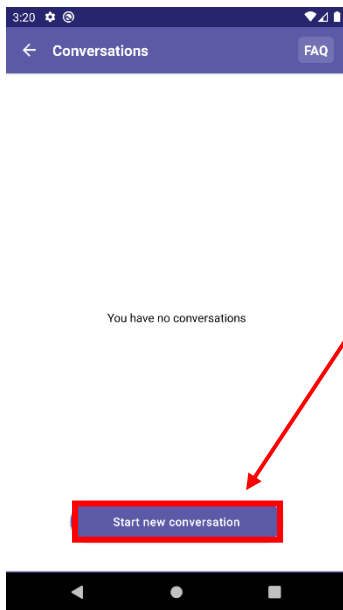 3:20
Conversations
FAQ
You have no conversations
Start new conversation